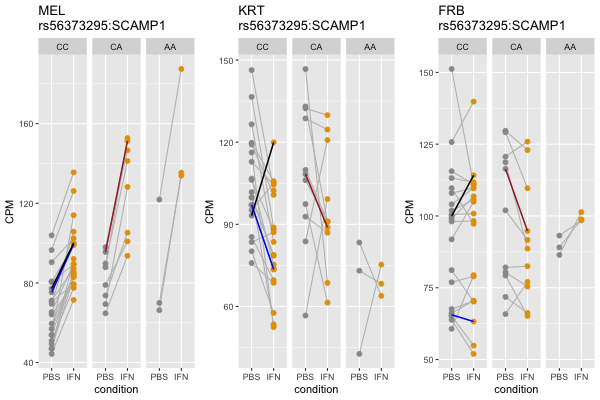 MEL
rs56373295:SCAMP1
CC CA AA
CPM
160
120
80
40
PBS IFN PBS IFN PBS IFN
condition
KRT
rs56373295:SCAMP1
CC CA AA
CPM
150
120
90
60
PBS IFN PBS IFN PBS IFN
condition
FRB
rs56373295:SCAMP1
CC CA AA
CPM
150
125
100
75
50
PBS IFN PBS IFN PBS IFN
condition